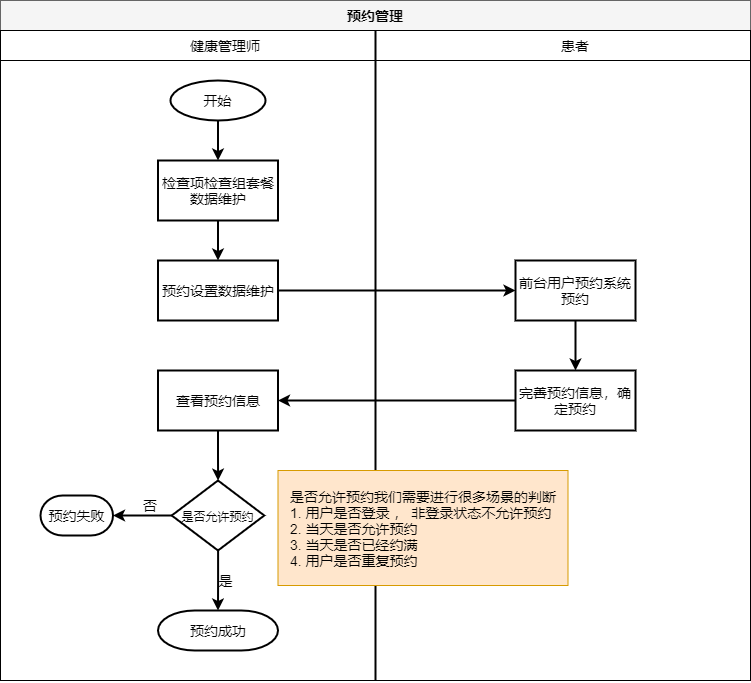 预约管理
健康管理师
患者
开始
检查项检查组套餐
数据维护
预约设置数据维护
前台用户预约系统
预约
查看预约信息
完善预约信息，确
定预约
是否允许预约
否
预约失败
是
预约成功
是否允许预约我们需要进行很多场景的判断
1. 用户是否登录 ， 非登录状态不允许预约
2. 当天是否允许预约
3. 当天是否已经约满
4. 用户是否重复预约